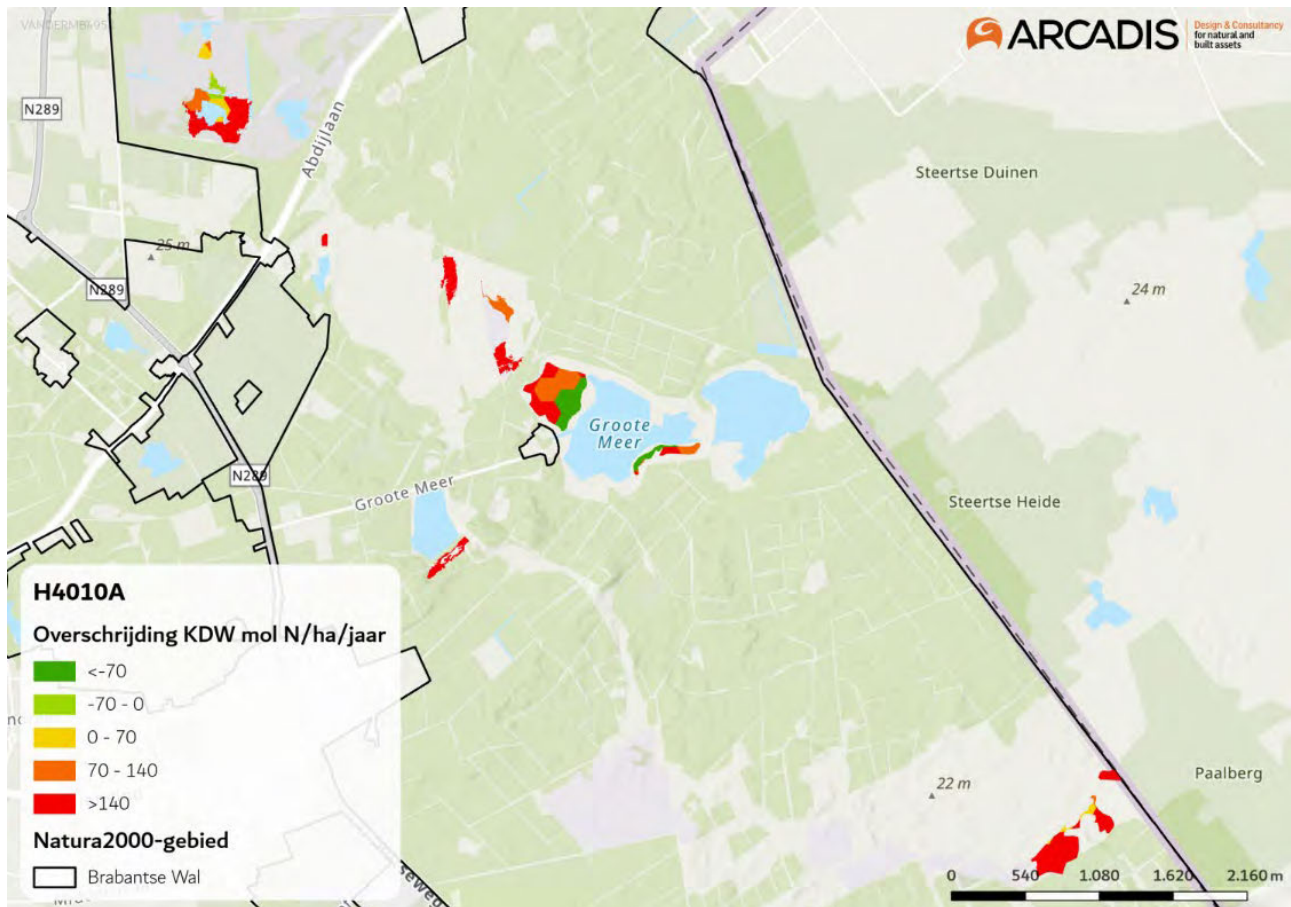 ARCADIS
Design & Consultancy
for natural and
built assets
N289
Abdijlaan
Steertse Duinen
25 m
N289
24 m
Groote
Meer
N289
Groote Meer
Steertse Heide
H4010A
Overschrijding KDW mol N/ha/jaar
<-70
-70 - 0
0 - 70
70 - 140
>140
Natura2000-gebied
Brabantse Wal
22 m
Paalberg
0 540 1.080 1.620 2.160 m